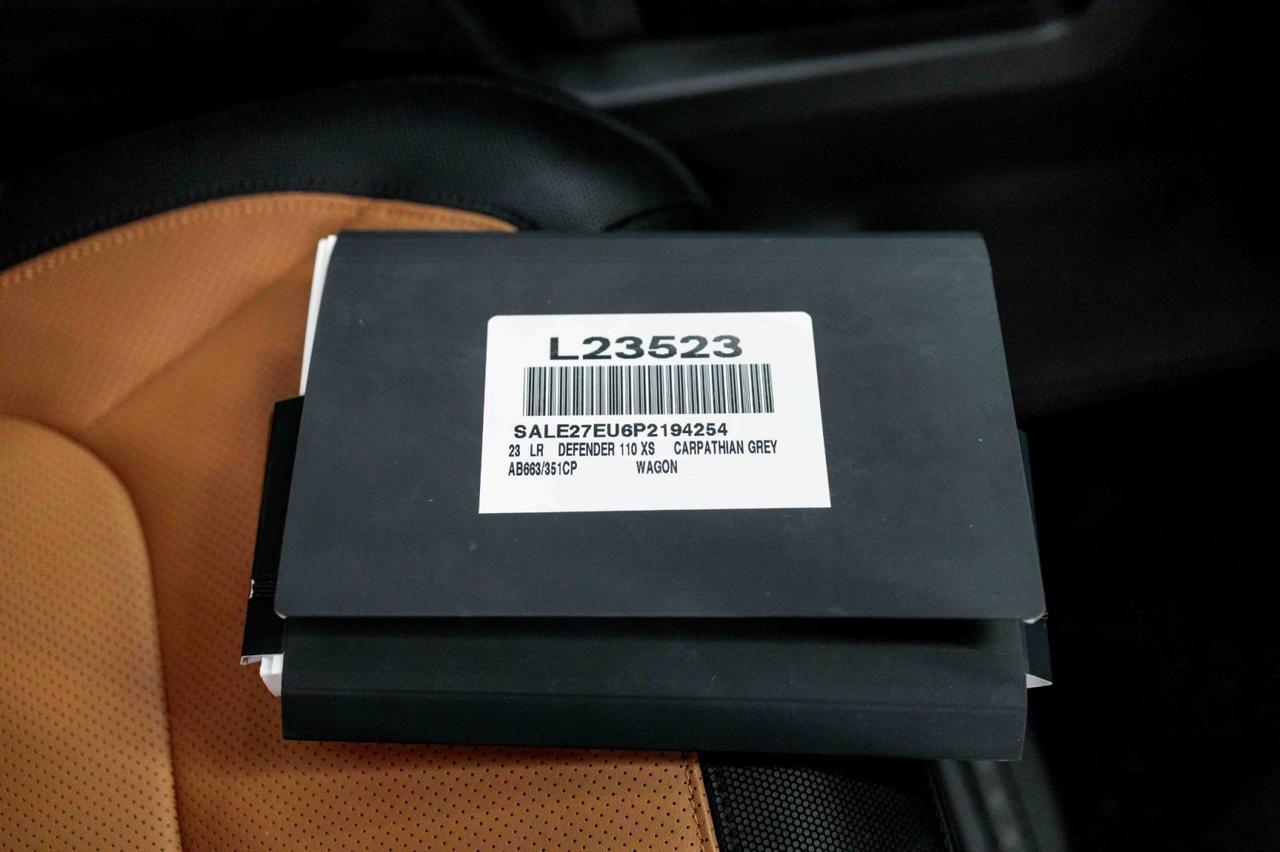 L23523
SALE27EU6P2194254
23 LR DEFENDER 110 XS CARPATHIAN GREY
AB663/351CP WAGON